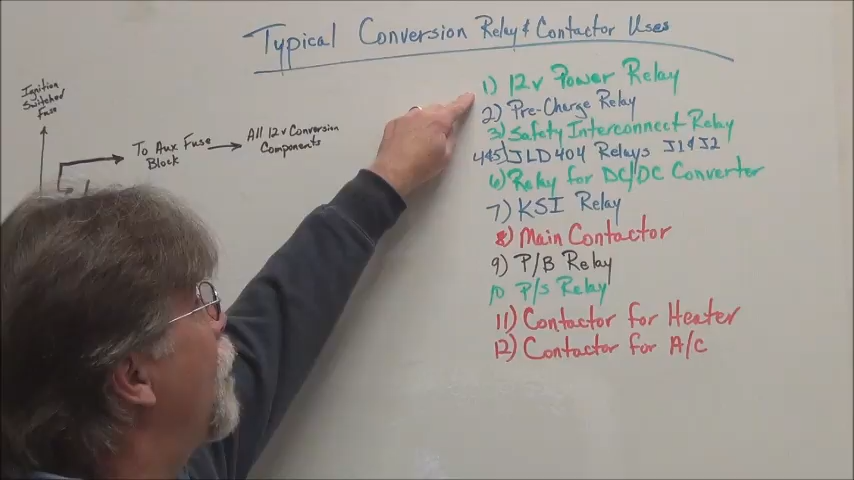 Typical Conversion Relay & Contactor Uses
Ignition
Switched
Fuse
To Aux Fuse
Block
All 12v Conversion
Components
1) 12v Power Relay
2) Pre-Charge Relay
3) Safety Interconnect Relay
4&5) JLD404 Relays J1 & J2
6) Relay for DC/DC Converter
7) KSI Relay
8) Main Contactor
9) P/B Relay
10 P/S Relay
11) Contactor for Heater
12) Contactor for A/C